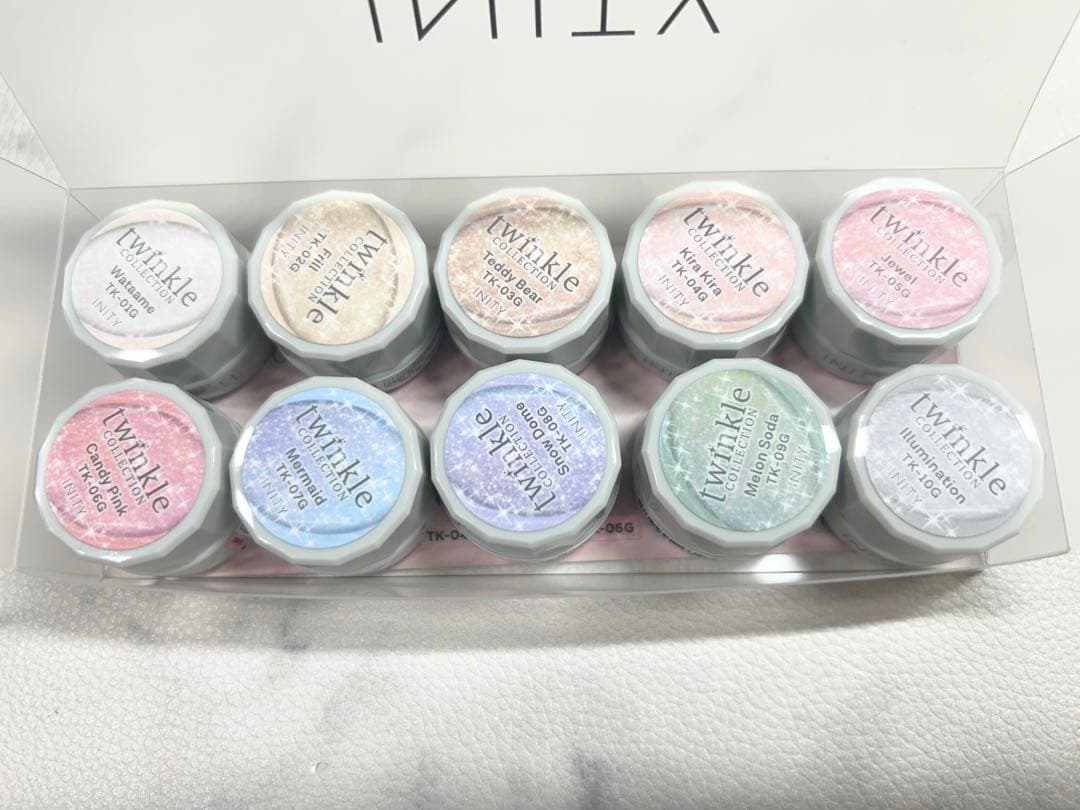 INITY
twinkle
COLLECTION
Wataame
TK-01G
INITY
twinkle
COLLECTION
Frill
TK-02G
INITY
twinkle
COLLECTION
Teddy Bear
TK-03G
INITY
twinkle
COLLECTION
Kira Kira
TK-04G
INITY
twinkle
COLLECTION
Jewel
TK-05G
INITY
twinkle
COLLECTION
Candy Pink
TK-06G
INITY
twinkle
COLLECTION
Mermaid
TK-07G
INITY
twinkle
COLLECTION
Snow Dome
TK-08G
INITY
twinkle
COLLECTION
Melon Soda
TK-09G
INITY
twinkle
COLLECTION
Illumination
TK-10G
INITY